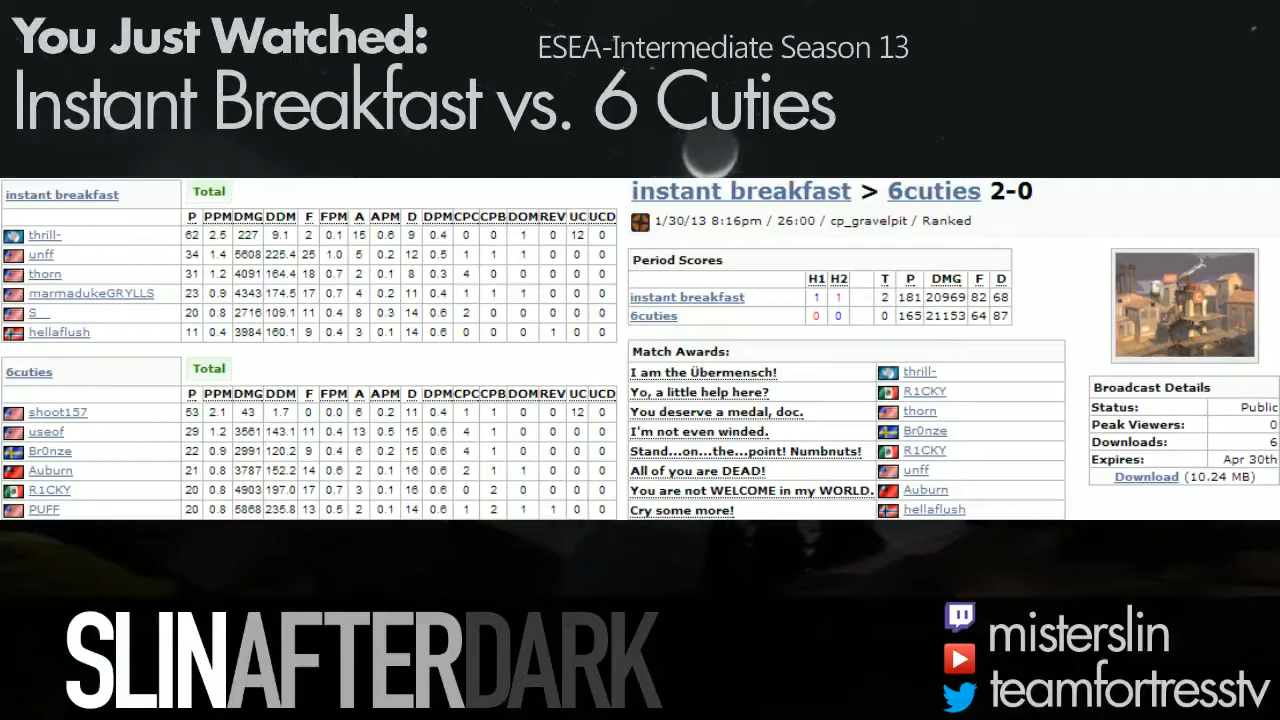 You Just Watched:
ESEA-Intermediate Season 13
Instant Breakfast vs. 6 Cuties
instant breakfast Total
P PPM DMG DDM F FPM A APM D DPM CPC CPB DOM REV UC UCD
thrill- 62 2.5 227 9.1 2 0.1 15 0.6 9 0.4 0 0 1 0 12 0
unff 34 1.4 5608 225.4 25 1.0 5 0.2 12 0.5 1 1 1 0 0 0
thorn 31 1.2 4091 164.4 18 0.7 2 0.1 8 0.3 4 0 0 0 0 0
marmadukeGRYLLS 23 0.9 4343 174.5 17 0.7 4 0.2 11 0.4 1 1 1 0 0 0
S__ 20 0.8 2716 109.1 11 0.4 8 0.3 14 0.6 2 0 0 0 0 0
hellaflush 11 0.4 3984 160.1 9 0.4 3 0.1 14 0.6 0 0 0 1 0 0
6cuties Total
P PPM DMG DDM F FPM A APM D DPM CPC CPB DOM REV UC UCD
shoot157 53 2.1 43 1.7 0 0.0 6 0.2 11 0.4 1 1 0 0 12 0
useof 29 1.2 3561 143.1 11 0.4 13 0.5 15 0.6 4 1 0 0 0 0
Br0nze 22 0.9 2991 120.2 9 0.4 6 0.2 15 0.6 4 1 0 0 0 0
Auburn 21 0.8 3787 152.2 14 0.6 2 0.1 16 0.6 2 1 1 0 0 0
R1CKY 20 0.8 4903 197.0 17 0.7 3 0.1 16 0.6 0 2 0 0 0 0
PUFF 20 0.8 5868 235.8 13 0.5 2 0.1 14 0.6 1 2 1 1 0 0
instant breakfast > 6cuties 2-0
1/30/13 8:16pm / 26:00 / cp_gravelpit / Ranked
Period Scores
H1 H2 T P DMG F D
instant breakfast 1 1 2 181 20969 82 68
6cuties 0 0 0 165 21153 64 87
Match Awards:
I am the Übermensch! thrill-
Yo, a little help here? R1CKY
You deserve a medal, doc. thorn
I'm not even winded. Br0nze
Stand...on...the...point! Numbnuts! R1CKY
All of you are DEAD! unff
You are not WELCOME in my WORLD. Auburn
Cry some more! hellaflush
Broadcast Details
Status: Public
Peak Viewers: 0
Downloads: 6
Expires: Apr 30th
Download (10.24 MB)
SLINAFTERDARK
misterslin
teamfortresstv